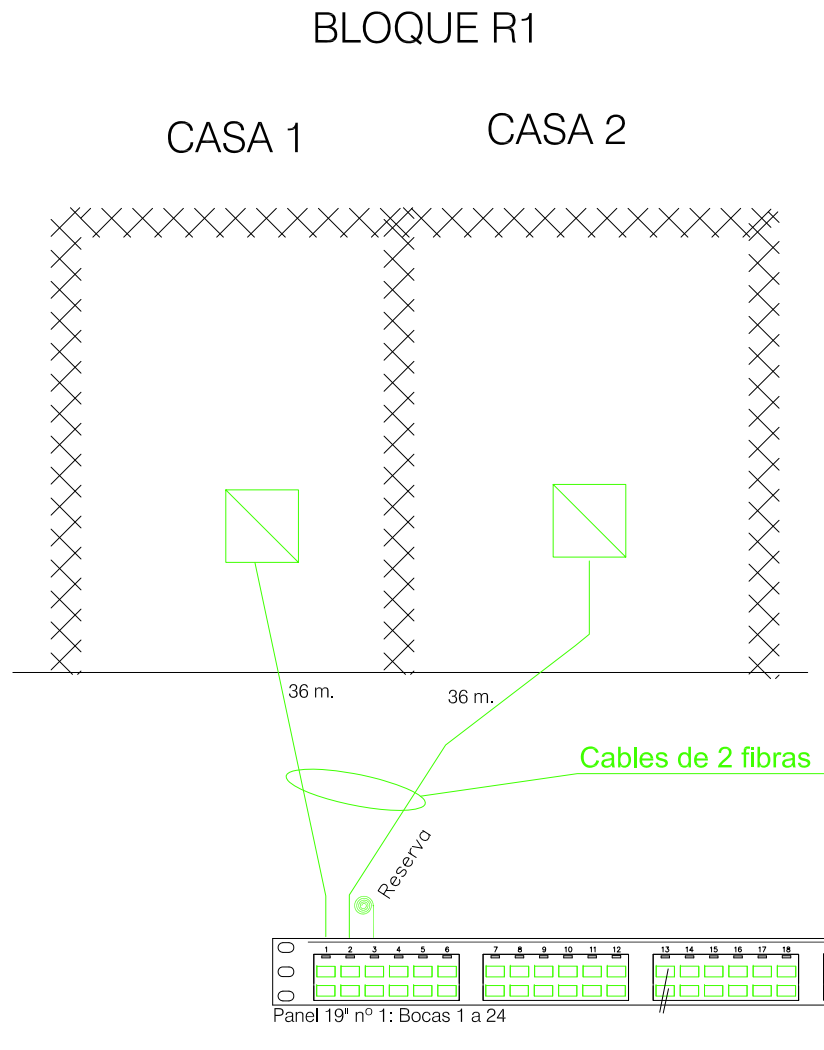 BLOQUE R1
CASA 1
CASA 2
36 m.
36 m.
Cables de 2 fibras
Reserva
1 2 3 4 5 6 7 8 9 10 11 12 13 14 15 16 17 18
Panel 19" nº 1: Bocas 1 a 24